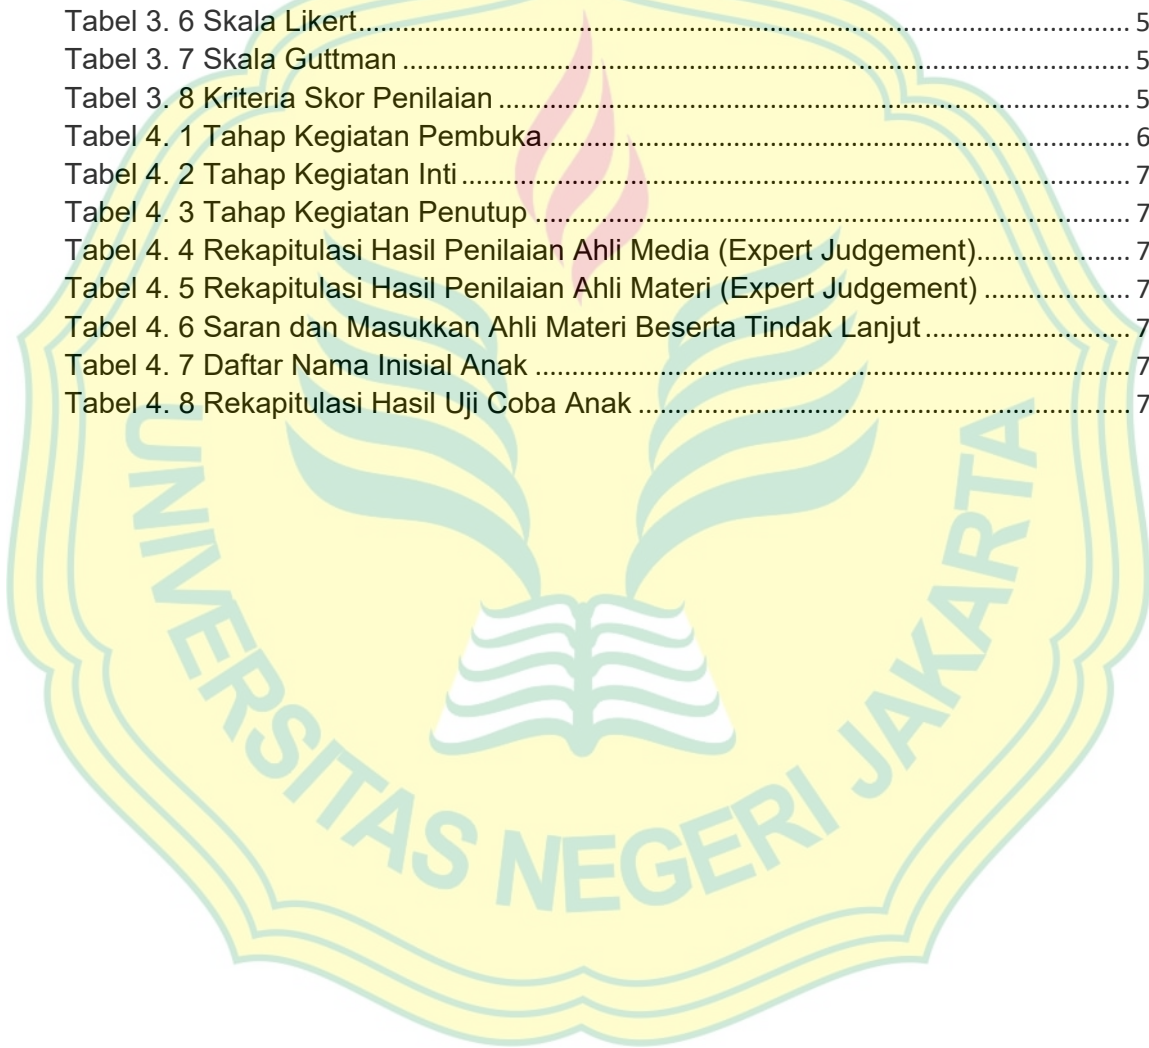 Tabel 3. 6 Skala Likert.......................................................................................................... 5
Tabel 3. 7 Skala Guttman .................................................................................................... 5
Tabel 3. 8 Kriteria Skor Penilaian ....................................................................................... 5
Tabel 4. 1 Tahap Kegiatan Pembuka................................................................................. 6
Tabel 4. 2 Tahap Kegiatan Inti ............................................................................................ 7
Tabel 4. 3 Tahap Kegiatan Penutup ................................................................................... 7
Tabel 4. 4 Rekapitulasi Hasil Penilaian Ahli Media (Expert Judgement)..................... 7
Tabel 4. 5 Rekapitulasi Hasil Penilaian Ahli Materi (Expert Judgement) .................... 7
Tabel 4. 6 Saran dan Masukkan Ahli Materi Beserta Tindak Lanjut ............................ 7
Tabel 4. 7 Daftar Nama Inisial Anak ................................................................................... 7
Tabel 4. 8 Rekapitulasi Hasil Uji Coba Anak ..................................................................... 7
UNIVERSITAS NEGERI JAKARTA